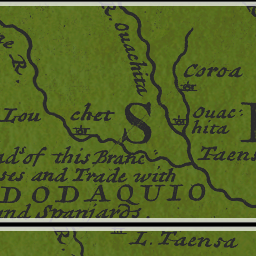 R.
R. Ouachita
Coroa
Lou chet
S
Ouac-
hita
Taens
ad.s of this Branc
ses and Trade with
DODAQUIO
and Spaniards.
L. Taensa